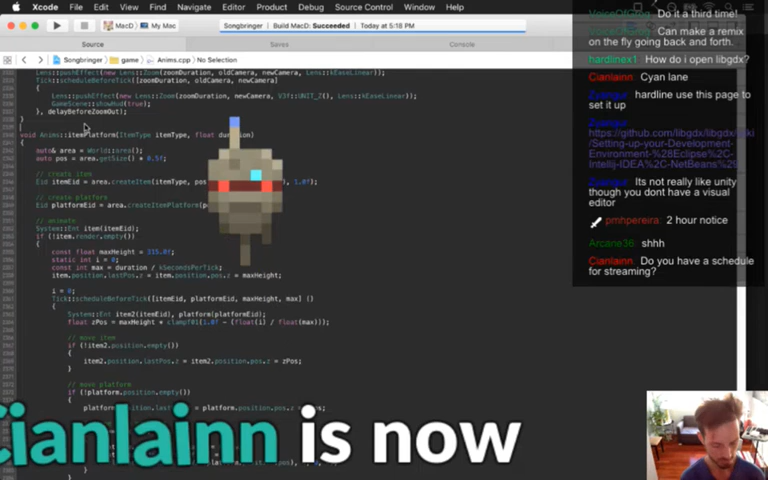 Xcode File Edit View Find Navigate Editor Product Debug Source Control Window Help
MacD My Mac
Songbringer Build MacD: Succeeded Today at 5:18 PM
Source
Stereo
Console
Songbringer game Anims.cpp No Selection
Lens::pushEffect(new Lens::Zoom(zoomDuration, oldCamera, newCamera, Lens::kEaseLinear));
Tick::scheduleBeforeTick([zoomDuration, oldCamera, newCamera]
{
Lens::pushEffect(new Lens::Zoom(zoomDuration, newCamera, V3f::UNIT_Z(), Lens::kEaseLinear));
GameScene::showHud(true);
}, delayBeforeZoomOut);
}
void Anims::itemPlatform(ItemType itemType, float duration)
{
auto& area = World::area();
auto pos = area.getSize() * 0.5f;
// create item
Eid itemEid = area.createItem(itemType, pos
), 1.0f);
// create platform
Eid platformEid = area.createItemPlatform(p
// animate
System::Ent item(itemEid);
if (!item.render.empty())
{
const float maxHeight = 315.0f;
static int i = 0;
const int max = duration / kSecondsPerTick;
item.position.lastPos.z = item.position.pos.z = maxHeight;
i = 0;
Tick::scheduleBeforeTick([itemEid, platformEid, maxHeight, max] ()
{
System::Ent item2(itemEid), platform(platformEid);
float zPos = maxHeight * clampf01(1.0f - (float(i) / float(max)));
// move item
if (!item2.position.empty())
{
item2.position.lastPos.z = item2.position.pos.z = zPos;
}
// move platform
if (!platform.position.empty())
{
platform.position.las
= platform.position.pos.z =
VoiceOfGrog Do it a third time!
Can make a remix
on the fly going back and forth.
hardlinex1 How do i open libgdx?
Cianlainn Cyan lane
hardline use this page to
set it up
https://github.com/libgdx/libgdx/wiki
/Setting-up-your-Development-
Environment-%28Eclipse%2C-
Intellij-IDEA%2C-NetBeans%29
Its not really like unity
though you dont have a visual
editor
pmhpereira: 2 hour notice
Arcane36 shhh
Cianlainn: Do you have a schedule
for streaming?
Cianlainn is now